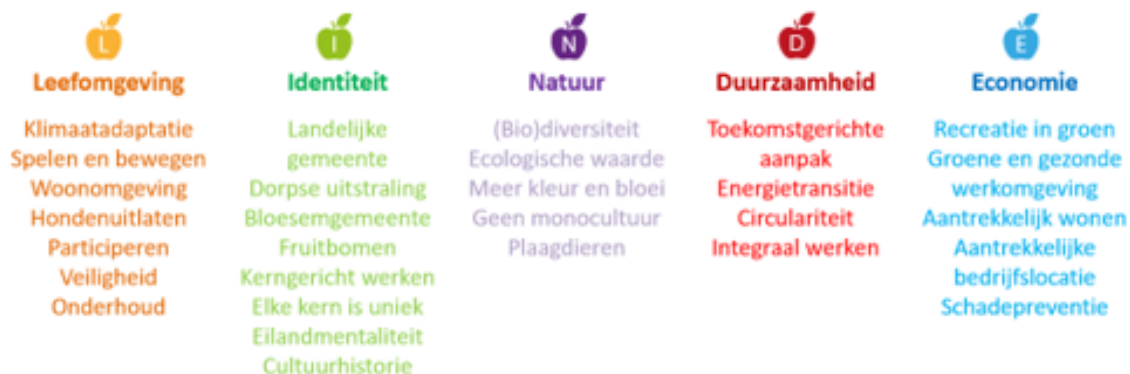 L
Leefomgeving
Klimaatadaptatie
Spelen en bewegen
Woonomgeving
Hondenuitlaten
Participeren
Veiligheid
Onderhoud
I
Identiteit
Landelijke
gemeente
Dorpse uitstraling
Bloesemgemeente
Fruitbomen
Kerngericht werken
Elke kern is uniek
Eilandmentaliteit
Cultuurhistorie
N
Natuur
(Bio)diversiteit
Ecologische waarde
Meer kleur en bloei
Geen monocultuur
Plaagdieren
D
Duurzaamheid
Toekomstgerichte
aanpak
Energietransitie
Circulariteit
Integraal werken
E
Economie
Recreatie in groen
Groene en gezonde
werkomgeving
Aantrekkelijk wonen
Aantrekkelijke
bedrijfslocatie
Schadepreventie